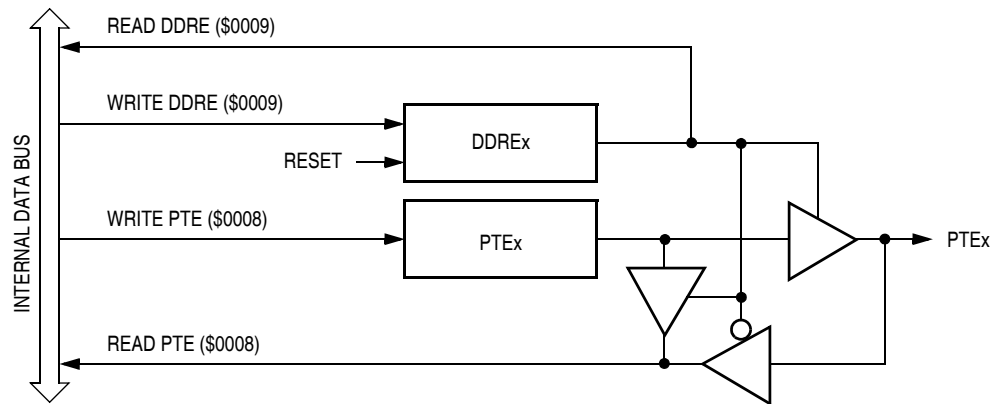 READ DDRE ($0009)
WRITE DDRE ($0009)
DDREx
RESET
WRITE PTE ($0008)
PTEx
PTEx
READ PTE ($0008)
INTERNAL DATA BUS